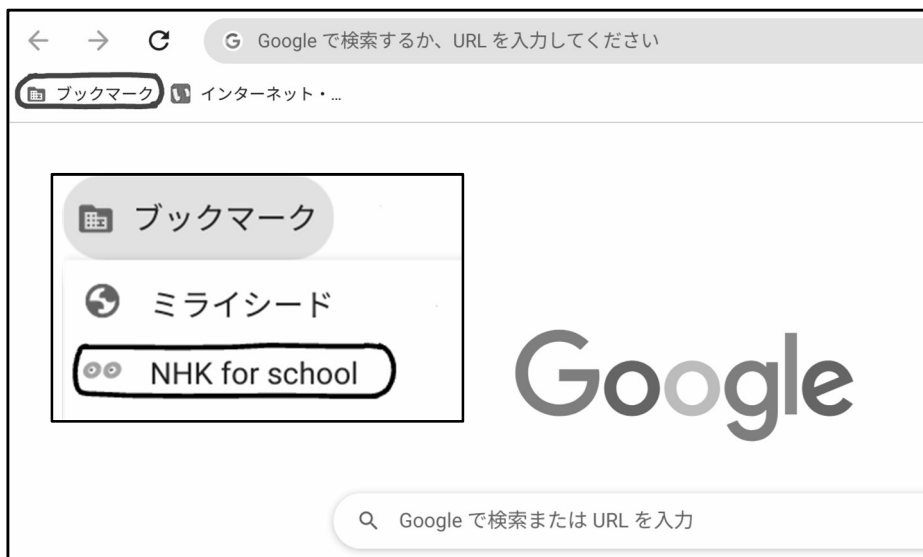 Google で検索するか、URL を入力してください
ブックマーク インターネット・...
ブックマーク
ミライシード
NHK for school
Google
Google で検索または URL を入力